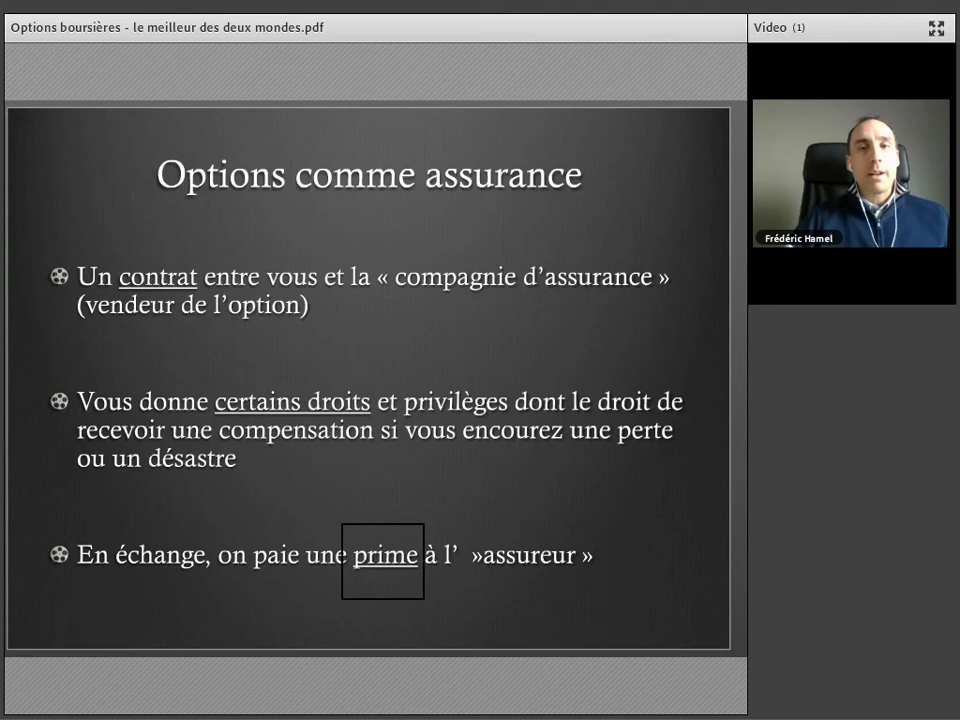 Options boursières - le meilleur des deux mondes.pdf
Video (1)
Options comme assurance
Un contrat entre vous et la « compagnie d’assurance »
(vendeur de l’option)
Vous donne certains droits et privilèges dont le droit de
recevoir une compensation si vous encourez une perte
ou un désastre
En échange, on paie une prime à l’ »assureur »
Frédéric Hamel